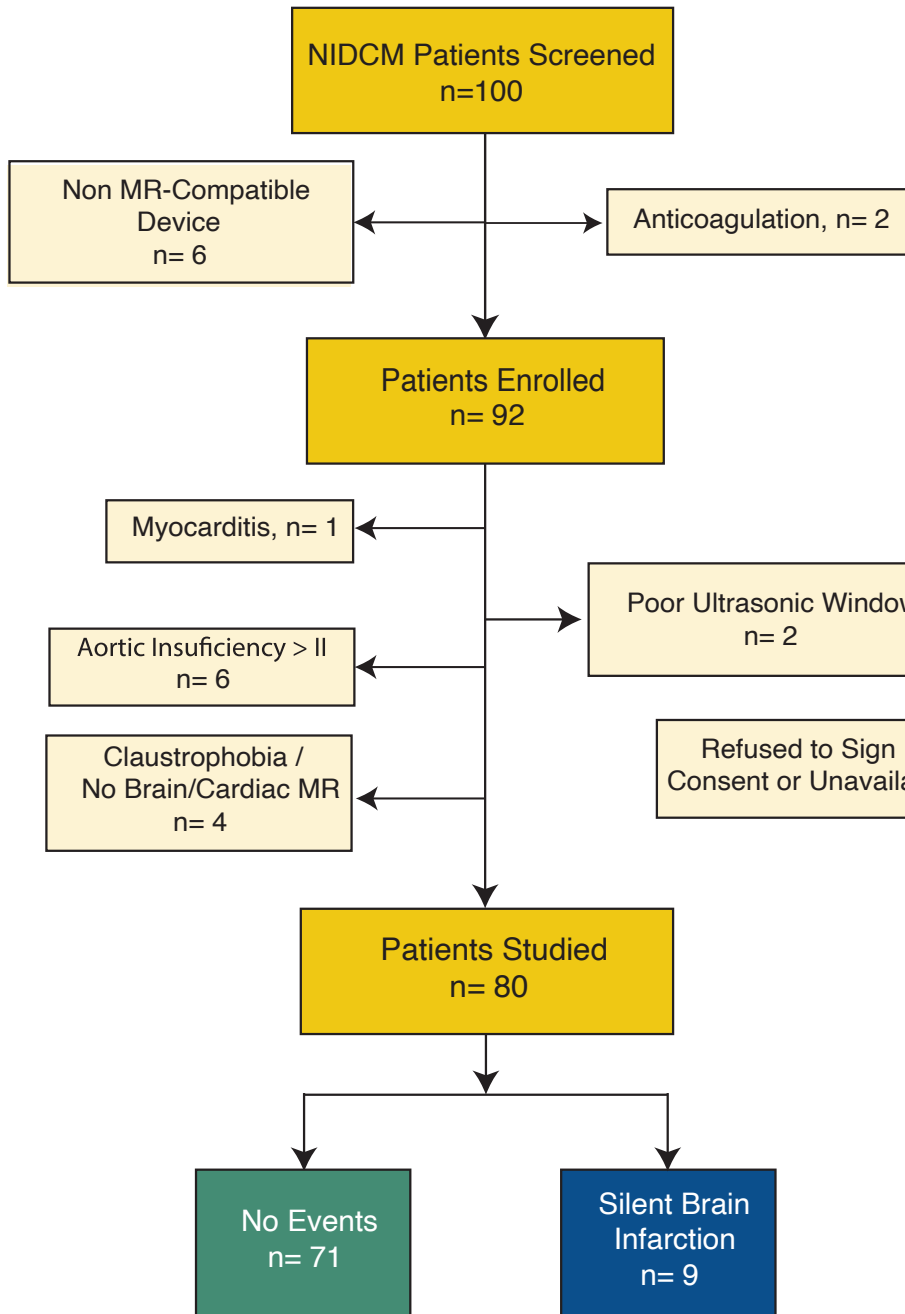 NIDCM Patients Screened
n=100
Non MR-Compatible
Device
n= 6
Anticoagulation, n= 2
Patients Enrolled
n= 92
Myocarditis, n= 1
Poor Ultrasonic Window
n= 2
Aortic Insuficiency > II
n= 6
Refused to Sign
Consent or
Claustrophobia /
No Brain/Cardiac MR
n= 4
Patients Studied
n= 80
No Events
n= 71
Silent Brain
Infarction
n= 9